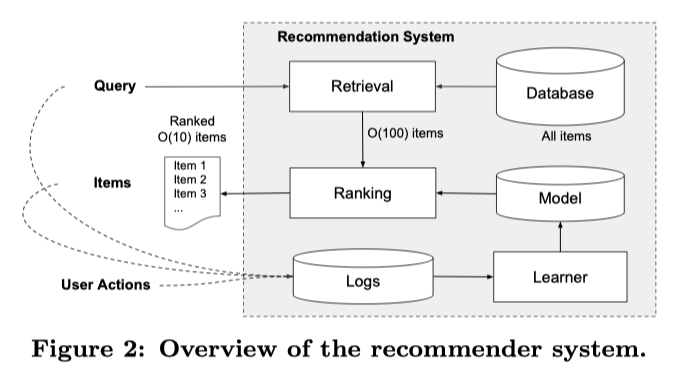 Recommendation System
Query
Retrieval
Database
Ranked
O(10) items
O(100) items
All items
Items
Item 1
Item 2
Item 3
...
Ranking
Model
User Actions
Logs
Learner
Figure 2: Overview of the recommender system.